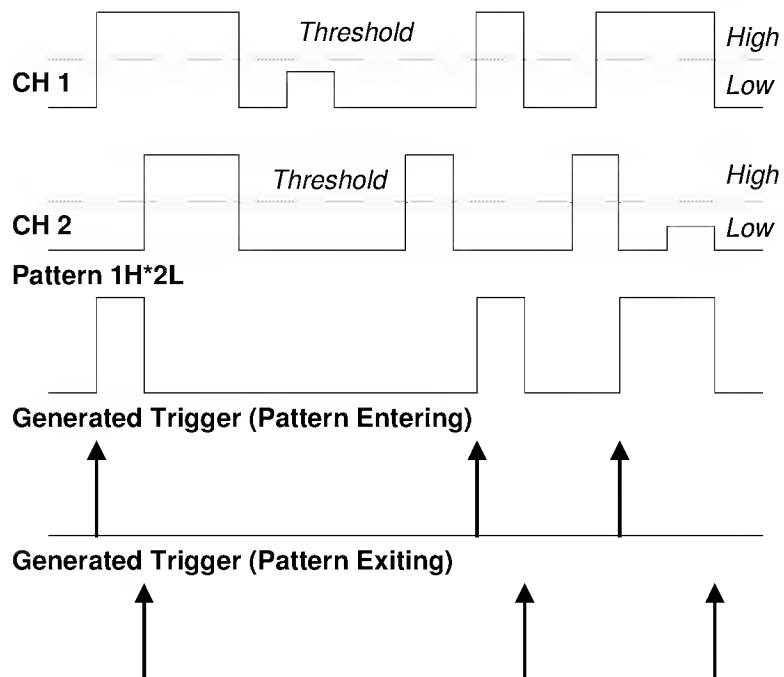 Threshold
High
CH 1
Low
Threshold
High
CH 2
Low
Pattern 1H*2L
Generated Trigger (Pattern Entering)
Generated Trigger (Pattern Exiting)